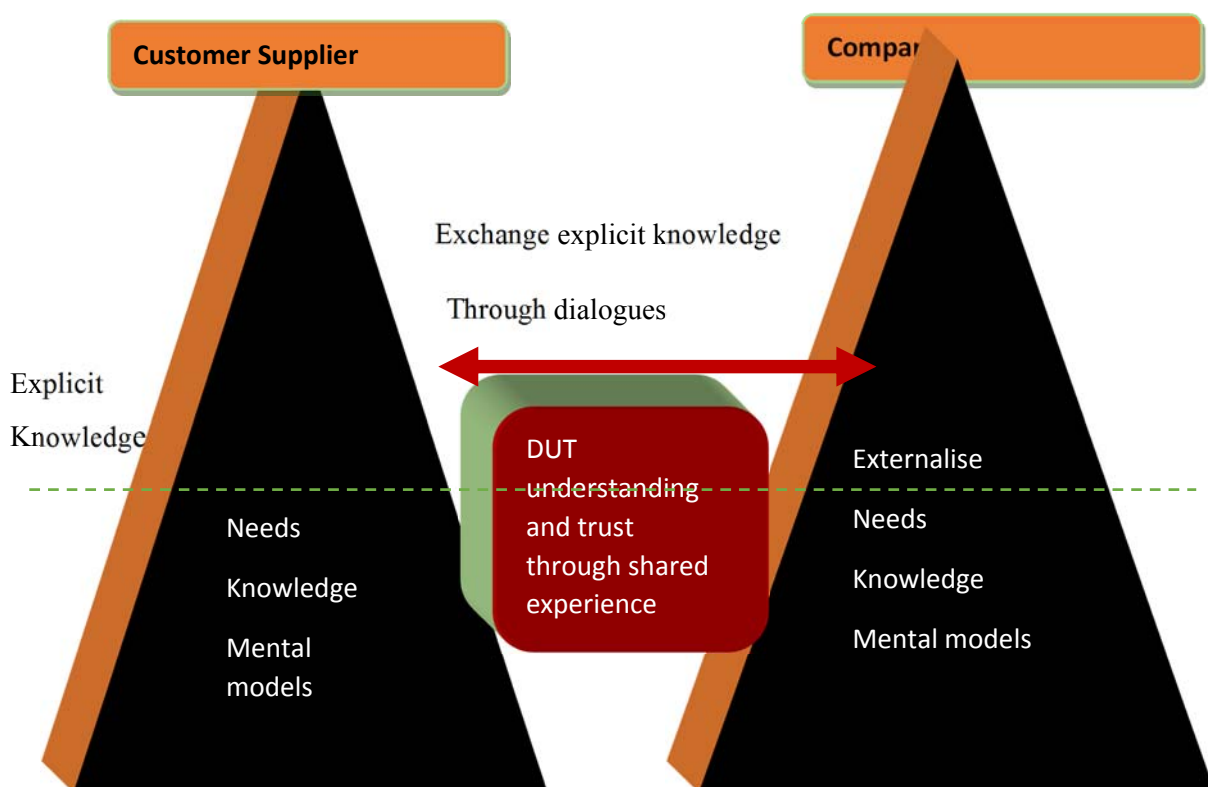 Customer Supplier
Compar
Exchange explicit knowledge
Through dialogues
Explicit
Knowledge
DUT
understanding
and trust
through shared
experience
Externalise
Needs
Knowledge
Mental
models
Needs
Knowledge
Mental models